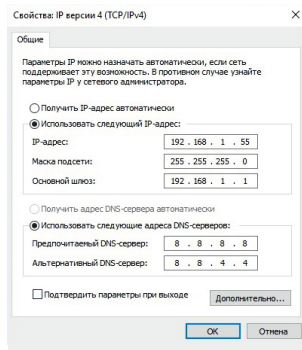 Свойства: IP версии 4 (TCP/IPv4)
Общие
Параметры IP можно назначать автоматически, если сеть
поддерживает эту возможность. В противном случае узнайте
параметры IP у сетевого администратора.
Получить IP-адрес автоматически
Использовать следующий IP-адрес:
IP-адрес: 192 . 168 . 1 . 55
Маска подсети: 255 . 255 . 255 . 0
Основной шлюз: 192 . 168 . 1 . 1
Получить адрес DNS-сервера автоматически
Использовать следующие адреса DNS-серверов:
Предпочитаемый DNS-сервер: 8 . 8 . 8 . 8
Альтернативный DNS-сервер: 8 . 8 . 4 . 4
Подтвердить параметры при выходе
Дополнительно...
OK Отмена